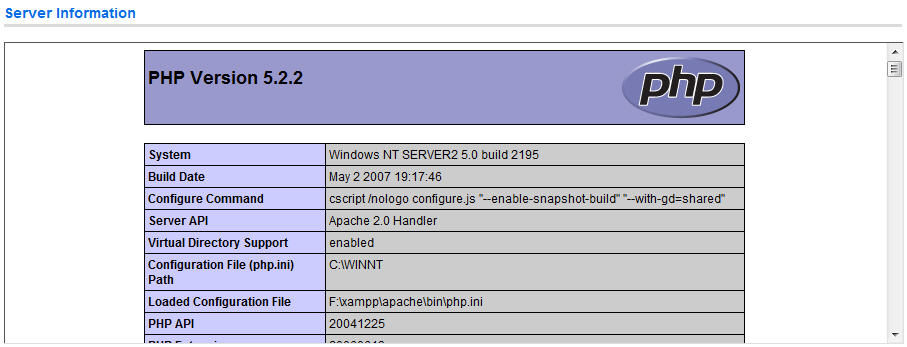 Server Information
PHP Version 5.2.2
php
System Windows NT SERVER2 5.0 build 2195
Build Date May 2 2007 19:17:46
Configure Command cscript /nologo configure.js "--enable-snapshot-build" "--with-gd=shared"
Server API Apache 2.0 Handler
Virtual Directory Support enabled
Configuration File (php.ini) C:\WINNT
Path
Loaded Configuration File F:\xampp\apache\bin\php.ini
PHP API 20041225